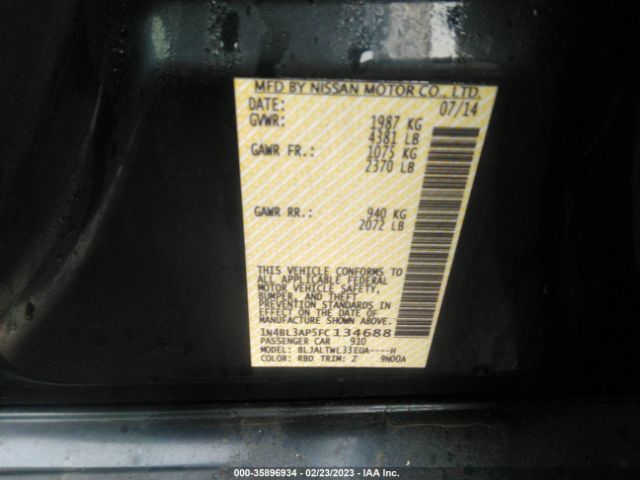 MFD BY NISSAN MOTOR CO., LTD.
DATE: 07/14
GVWR: 1987 KG
4381 LB
GAWR FR.: 1075 KG
2370 LB
GAWR RR.: 940 KG
2072 LB
THIS VEHICLE CONFORMS TO
ALL APPLICABLE FEDERAL
MOTOR VEHICLE SAFETY,
BUMPER, AND THEFT
PREVENTION STANDARDS IN
EFFECT ON THE DATE OF
MANUFACTURE SHOWN ABOVE.
1N4BL3AP5FC134688
PASSENGER CAR 910
MODEL: BLJALTWL33EUA----H
COLOR: RBD TRIM: Z 9N00A
000-35896934 - 02/23/2023 - IAA Inc.